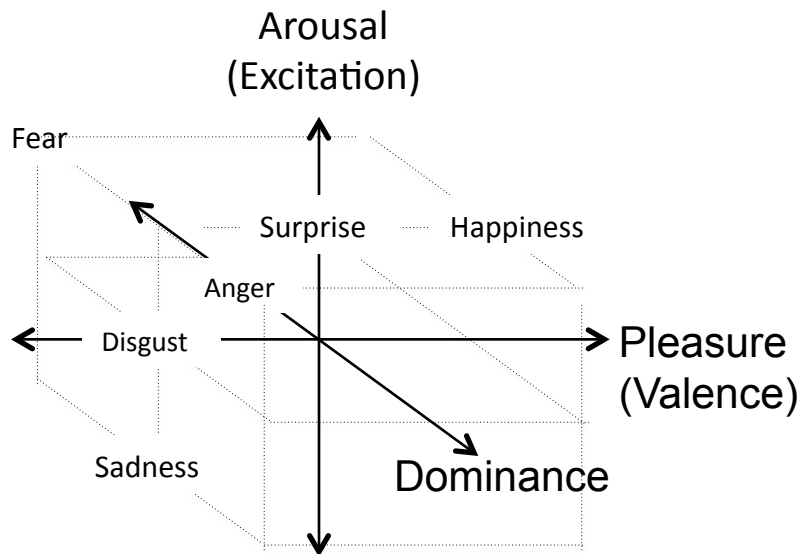 Arousal
(Excitation)
Fear
Surprise
Happiness
Anger
Disgust
Pleasure
(Valence)
Sadness
Dominance